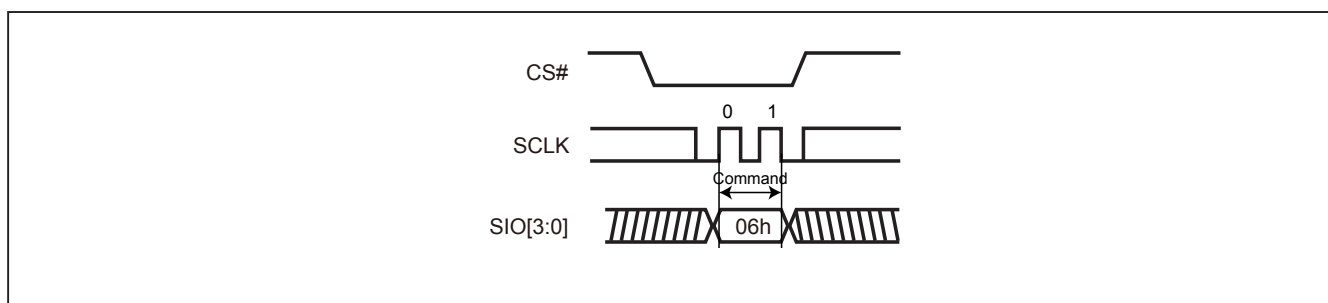 CS#
0 1
SCLK
Command
SIO[3:0]
06h